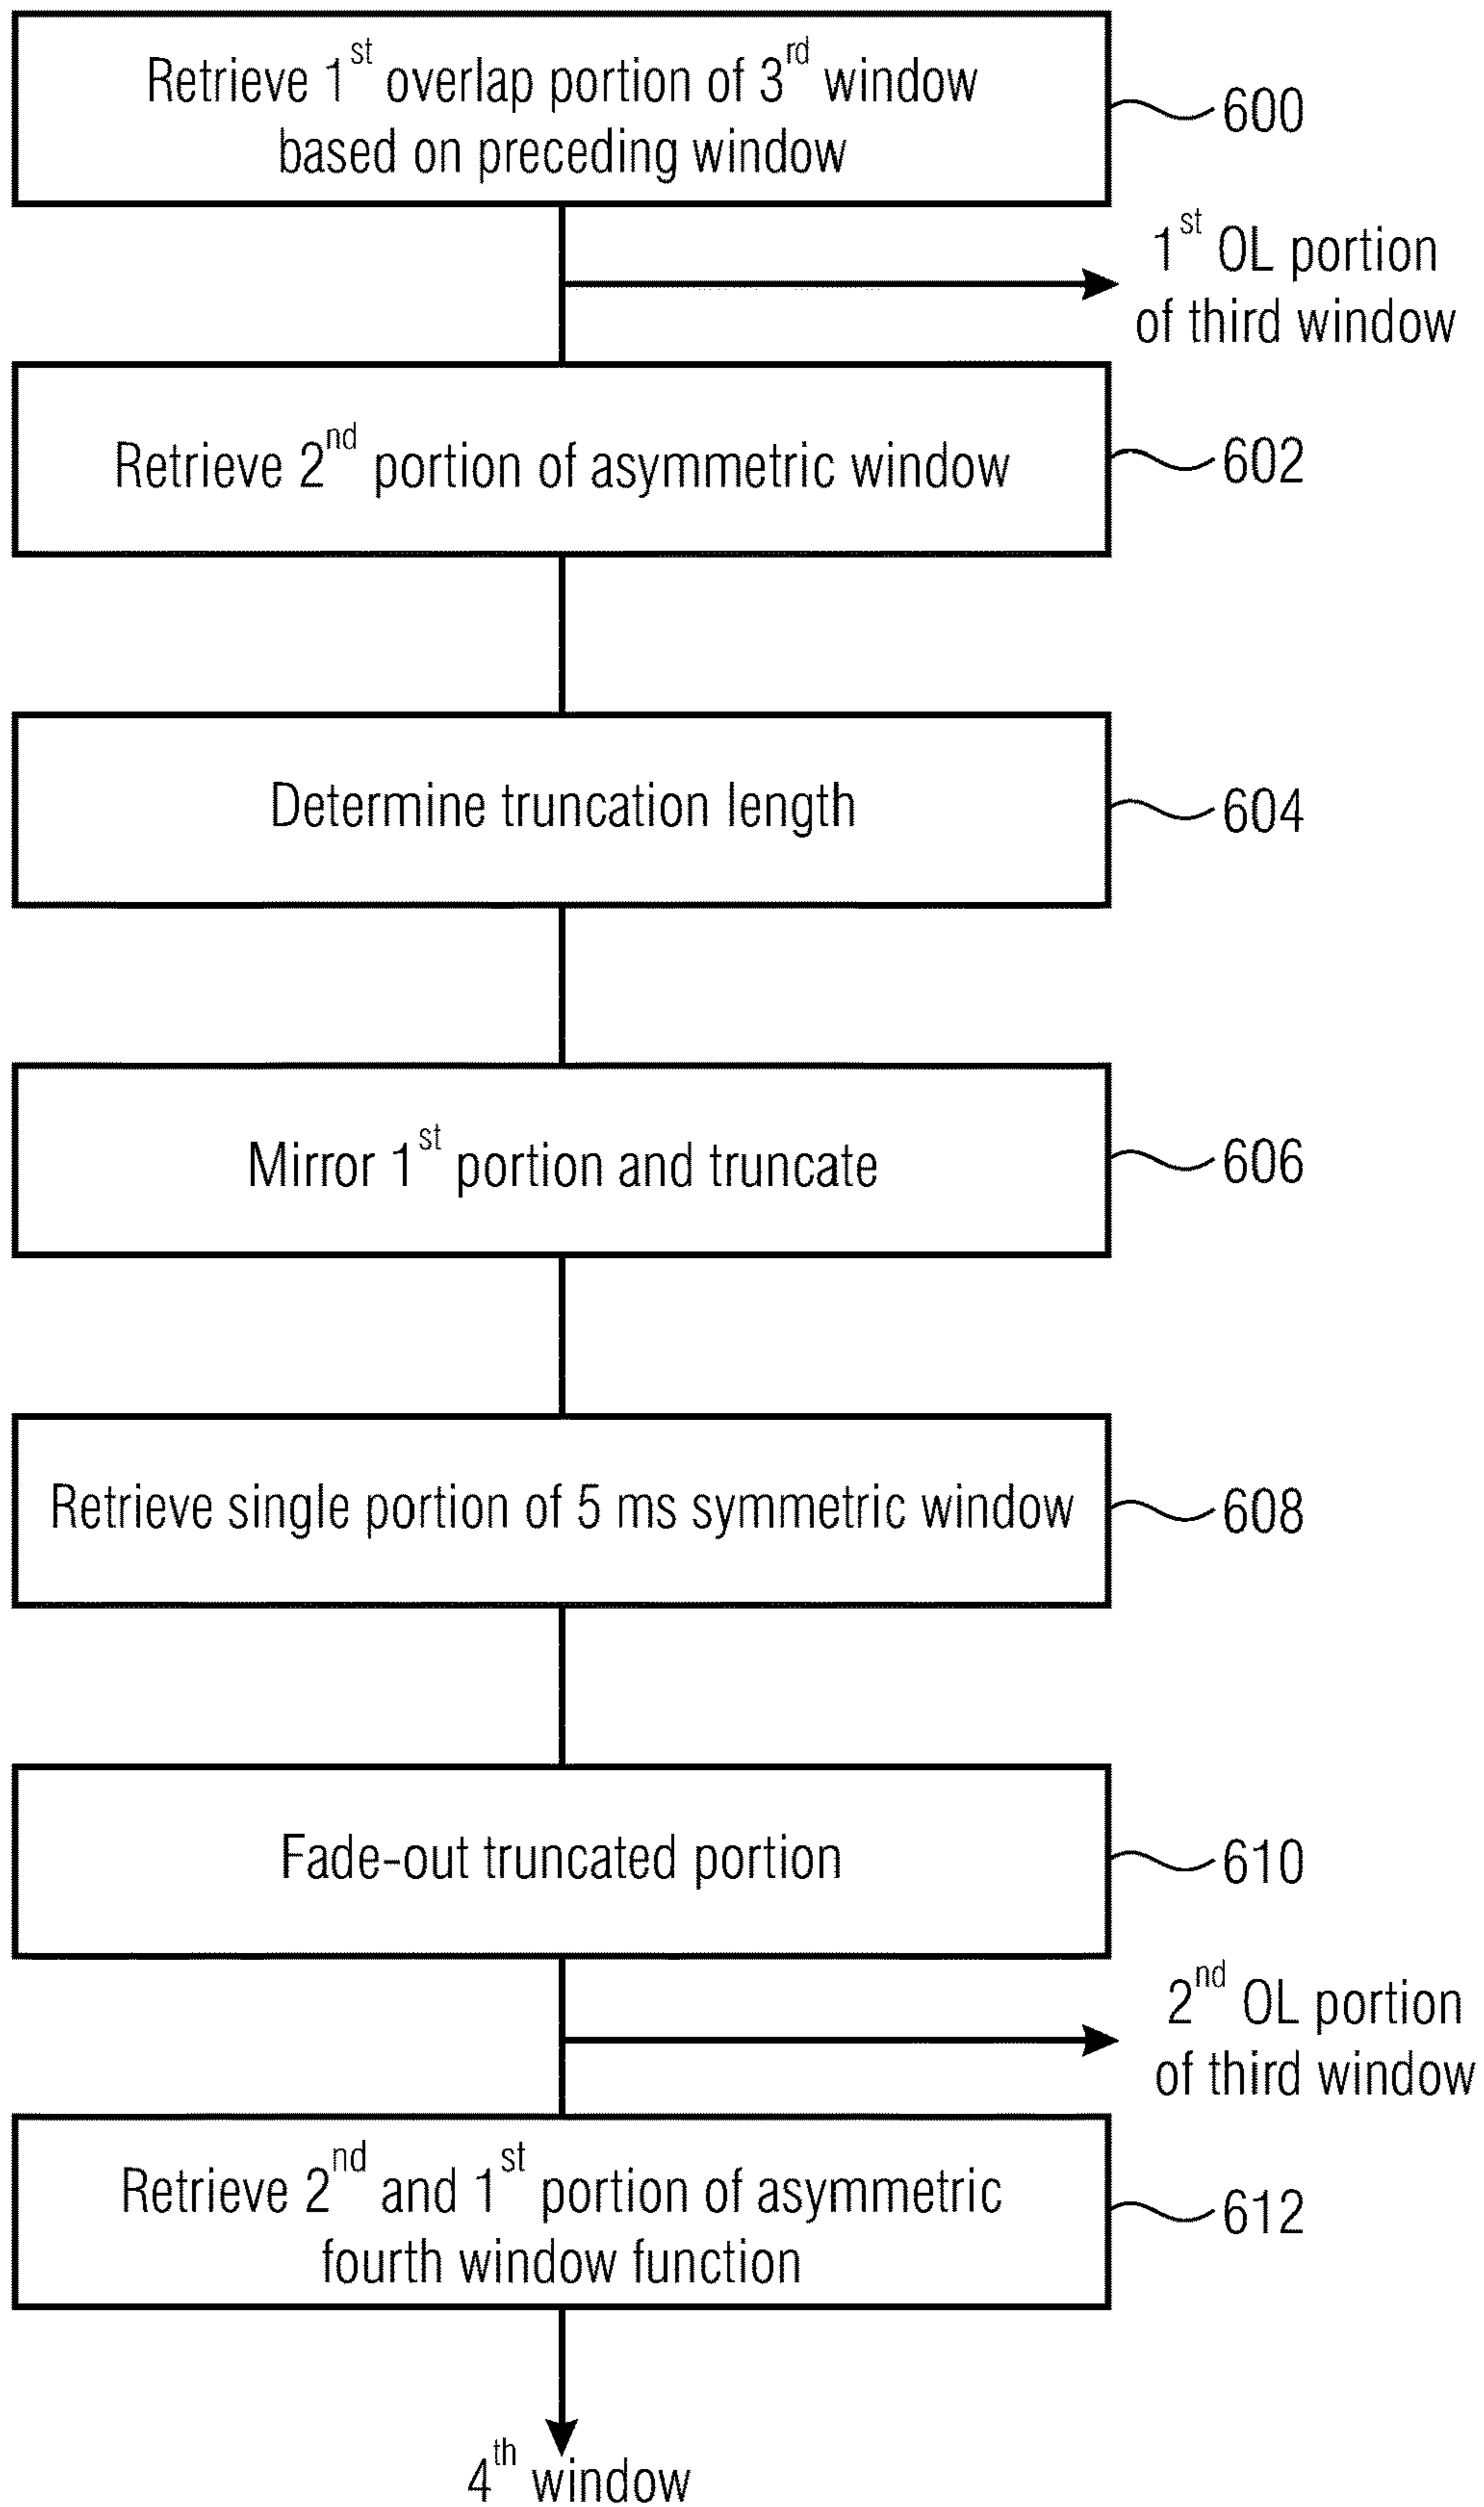 Retrieve 1st overlap portion of 3rd window
based on preceding window
600
1st OL portion
of third window
Retrieve 2nd portion of asymmetric window
602
Determine truncation length
604
Mirror 1st portion and truncate
606
Retrieve single portion of 5 ms symmetric window
608
Fade-out truncated portion
610
2nd OL portion
of third window
Retrieve 2nd and 1st portion of asymmetric
fourth window function
612
4th window